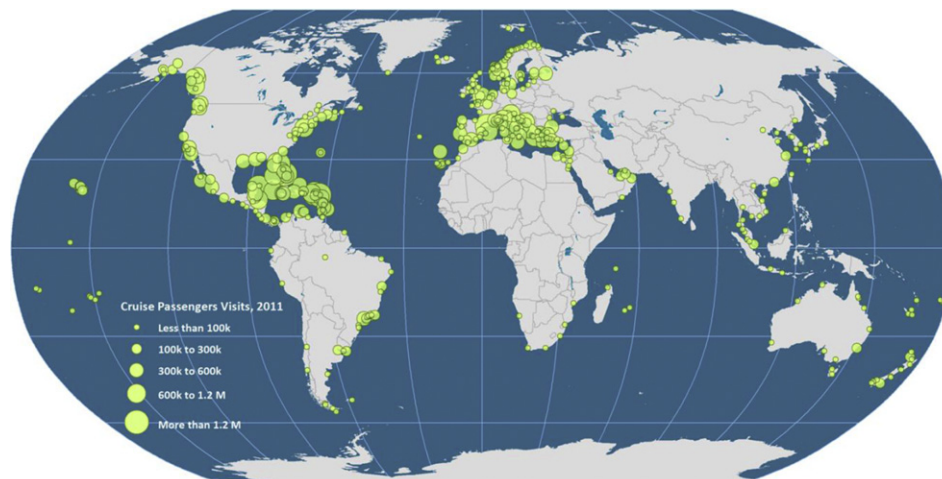 Cruise Passengers Visits, 2011
Less than 100k
100k to 300k
300k to 600k
600k to 1.2 M
More than 1.2 M